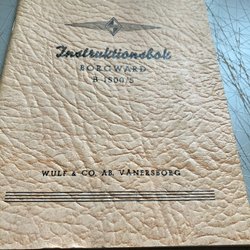 Instruktionsbok
BORGWARD
B 1500/S
WULF & CO. AB, VÄNERSBORG